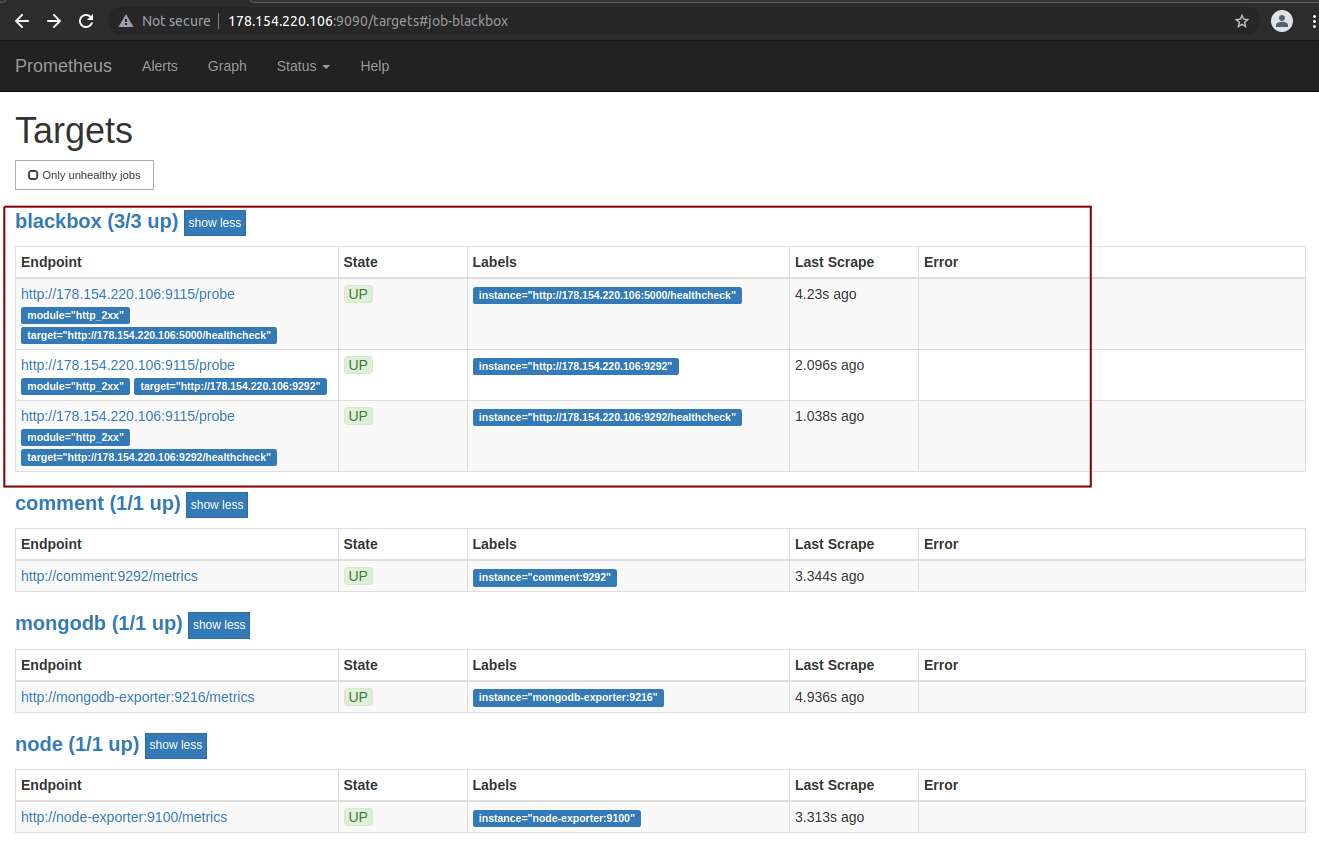 Not secure 178.154.220.106:9090/targets#job-blackbox
Prometheus Alerts Graph Status Help
Targets
Only unhealthy jobs
blackbox (3/3 up) show less
Endpoint State Labels Last Scrape Error
http://178.154.220.106:9115/probe UP instance="http://178.154.220.106:5000/healthcheck" 4.23s ago
module="http_2xx"
target="http://178.154.220.106:5000/healthcheck"
http://178.154.220.106:9115/probe UP instance="http://178.154.220.106:9292" 2.096s ago
module="http_2xx" target="http://178.154.220.106:9292"
http://178.154.220.106:9115/probe UP instance="http://178.154.220.106:9292/healthcheck" 1.038s ago
module="http_2xx"
target="http://178.154.220.106:9292/healthcheck"
comment (1/1 up) show less
Endpoint State Labels Last Scrape Error
http://comment:9292/metrics UP instance="comment:9292" 3.344s ago
mongodb (1/1 up) show less
Endpoint State Labels Last Scrape Error
http://mongodb-exporter:9216/metrics UP instance="mongodb-exporter:9216" 4.936s ago
node (1/1 up) show less
Endpoint State Labels Last Scrape Error
http://node-exporter:9100/metrics UP instance="node-exporter:9100" 3.313s ago